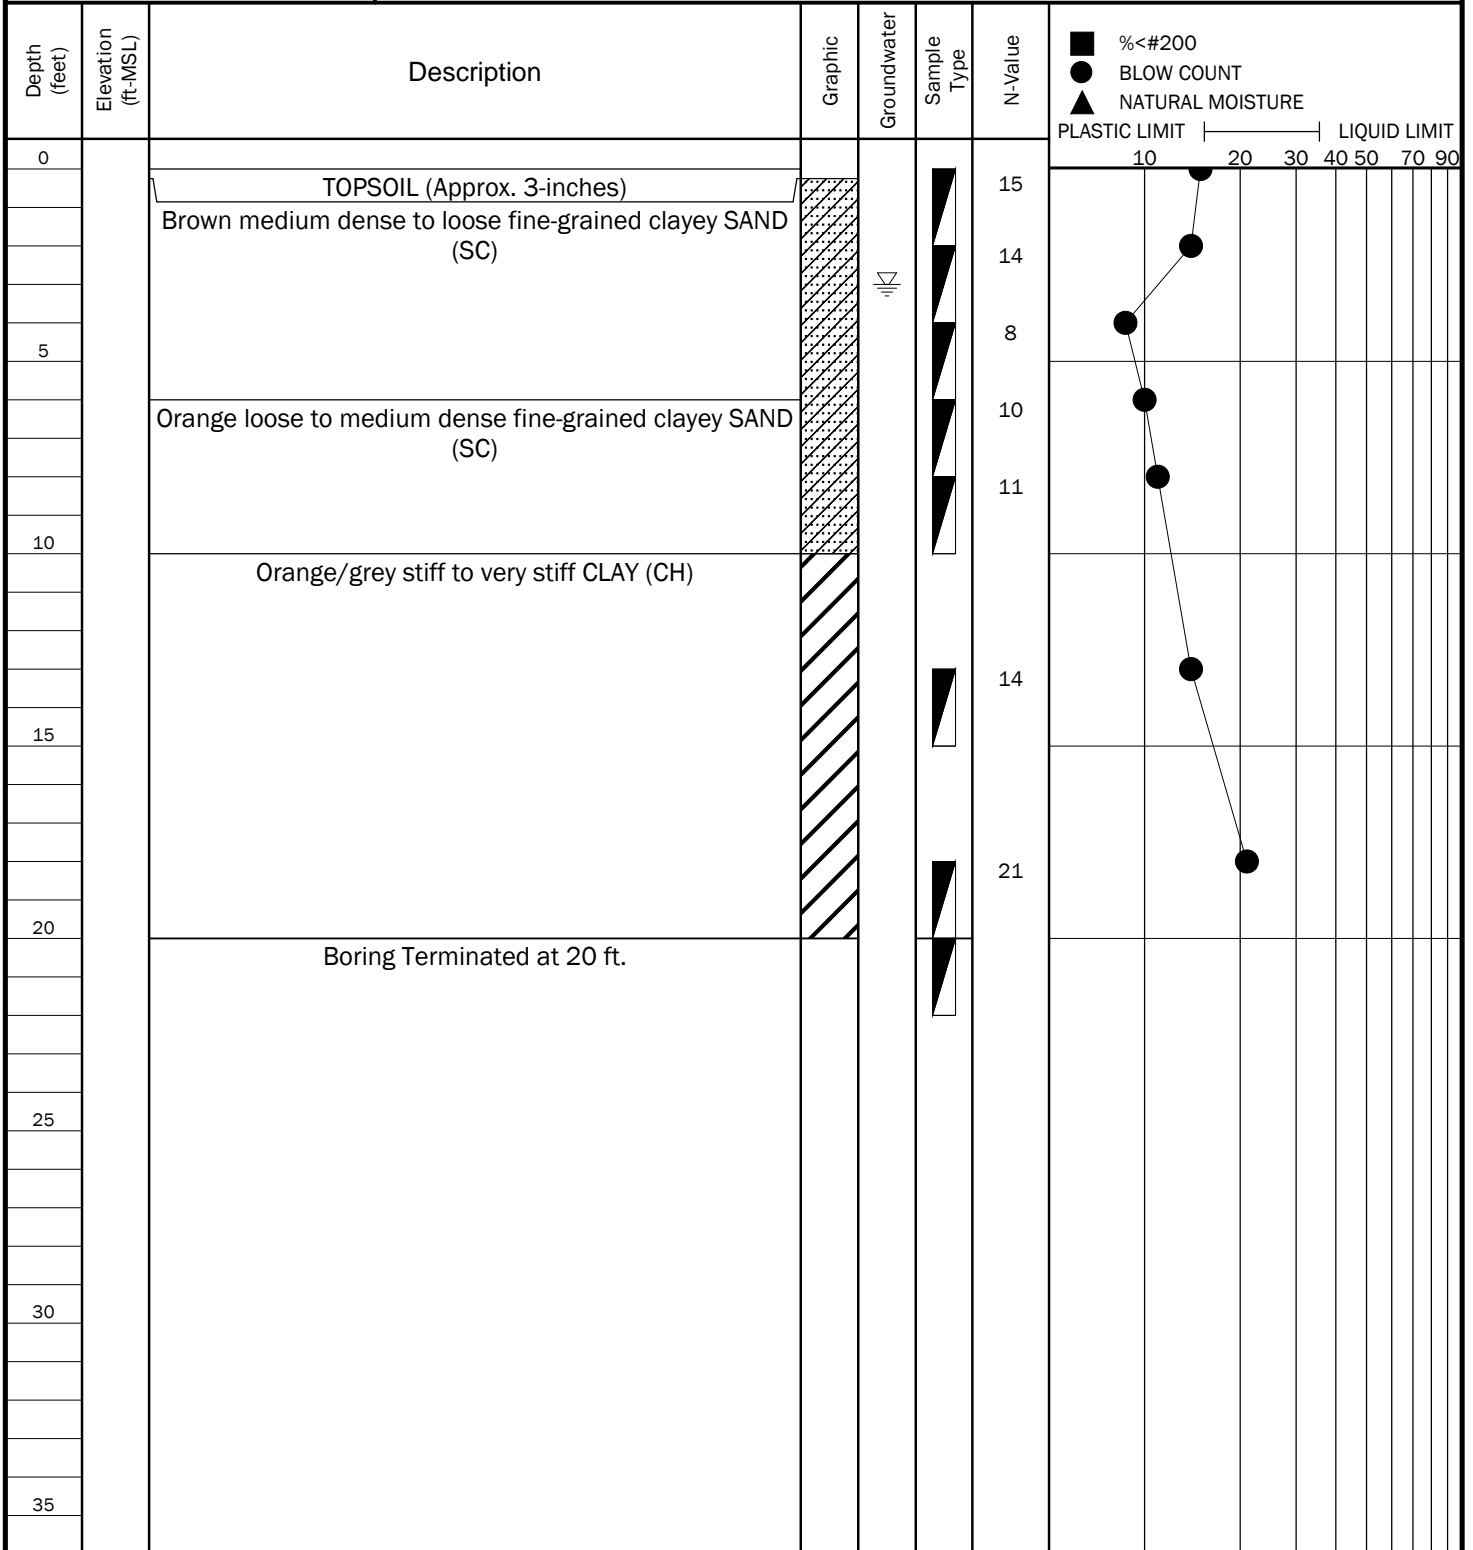 Depth
(feet)
Elevation
(ft-MSL)
Description
Graphic
Groundwater
Sample
Type
N-Value
%<#200
BLOW COUNT
NATURAL MOISTURE
PLASTIC LIMIT LIQUID LIMIT
10 20 30 40 50 70 90
0
TOPSOIL (Approx. 3-inches)
15
Brown medium dense to loose fine-grained clayey SAND
(SC)
14
8
5
Orange loose to medium dense fine-grained clayey SAND
(SC)
10
11
10
Orange/grey stiff to very stiff CLAY (CH)
14
15
21
20
Boring Terminated at 20 ft.
25
30
35